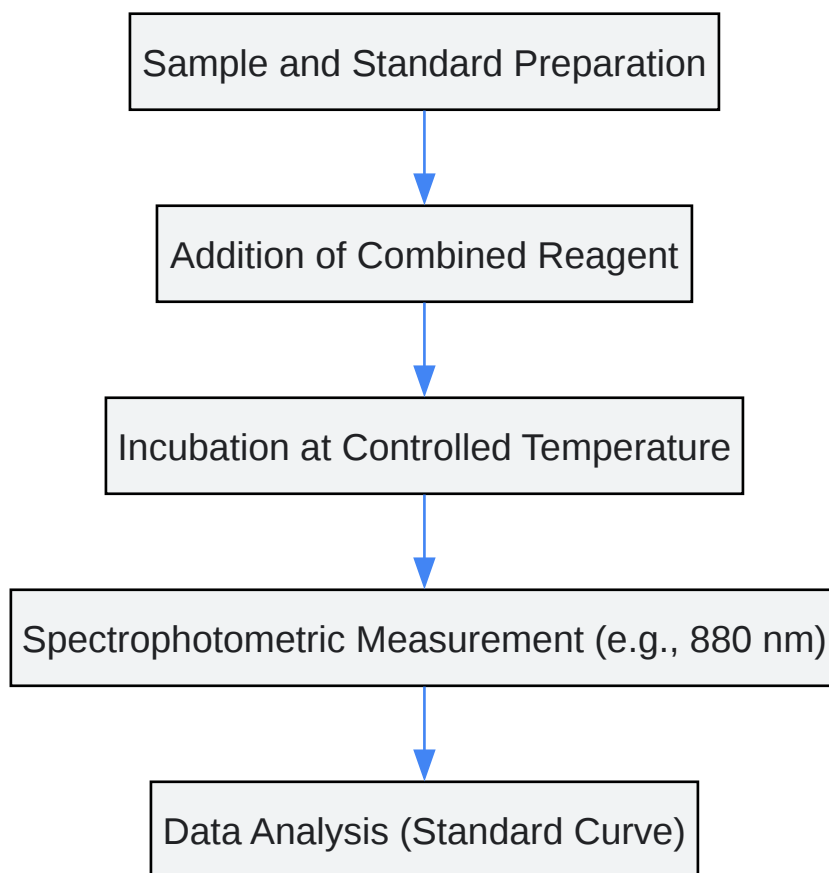 Sample and Standard Preparation
Addition of Combined Reagent
Incubation at Controlled Temperature
Spectrophotometric Measurement (e.g., 880 nm)
Data Analysis (Standard Curve)